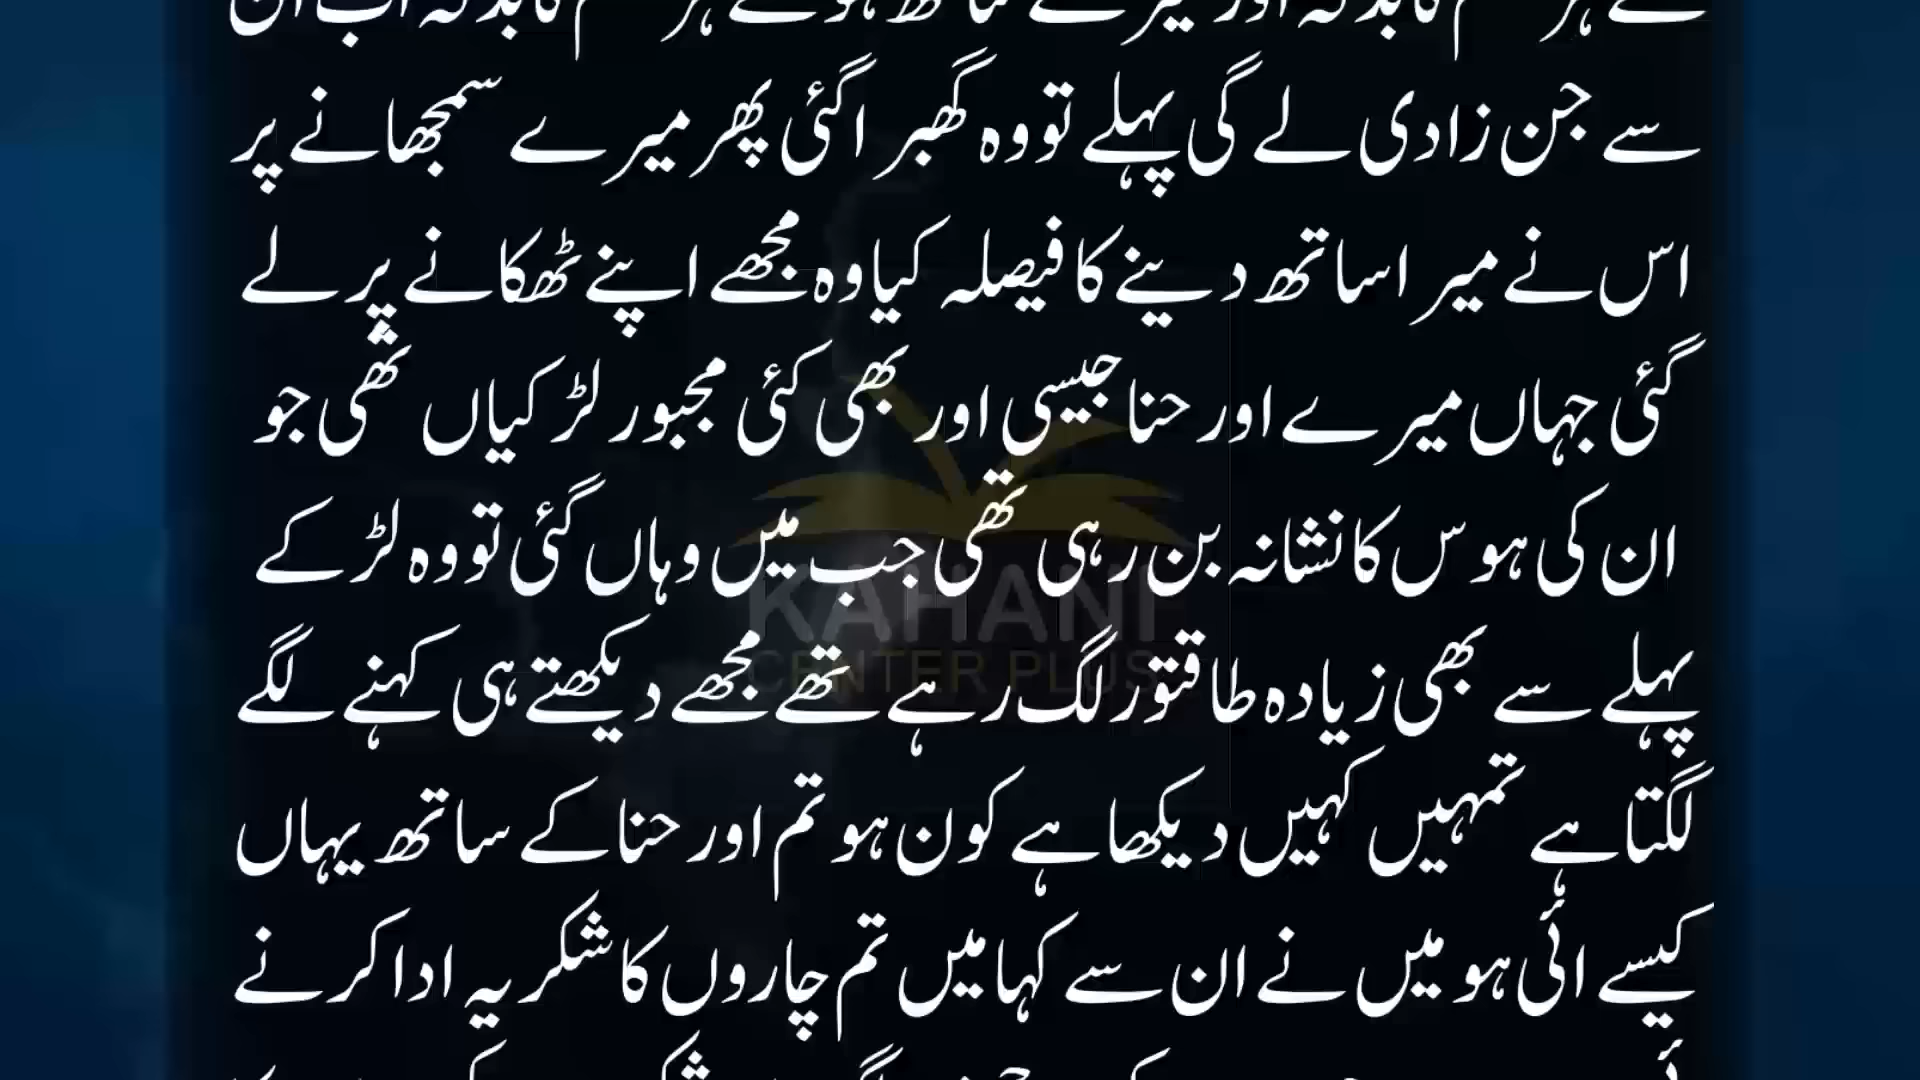 سے جن زادی لے گی پہلے تو وہ گھبرا گئی پھر میرے سمجھانے پر
اس نے میرا ساتھ دینے کا فیصلہ کیا وہ مجھے اپنے ٹھکانے پر لے
گئی جہاں میرے اور حنا جیسی اور بھی کئی مجبور لڑکیاں تھی جو
ان کی ہوس کا نشانہ بن رہی تھی جب میں وہاں گئی تو وہ لڑکے
پہلے سے بھی زیادہ طاقتور لگ رہے تھے مجھے دیکھتے ہی کہنے لگے
لگتا ہے تمہیں کہیں دیکھا ہے کون ہو تم اور حنا کے ساتھ یہاں
کیسے ائی ہو میں نے ان سے کہا میں تم چاروں کا شکریہ ادا کرنے
KAHANI
CENTER PLUS